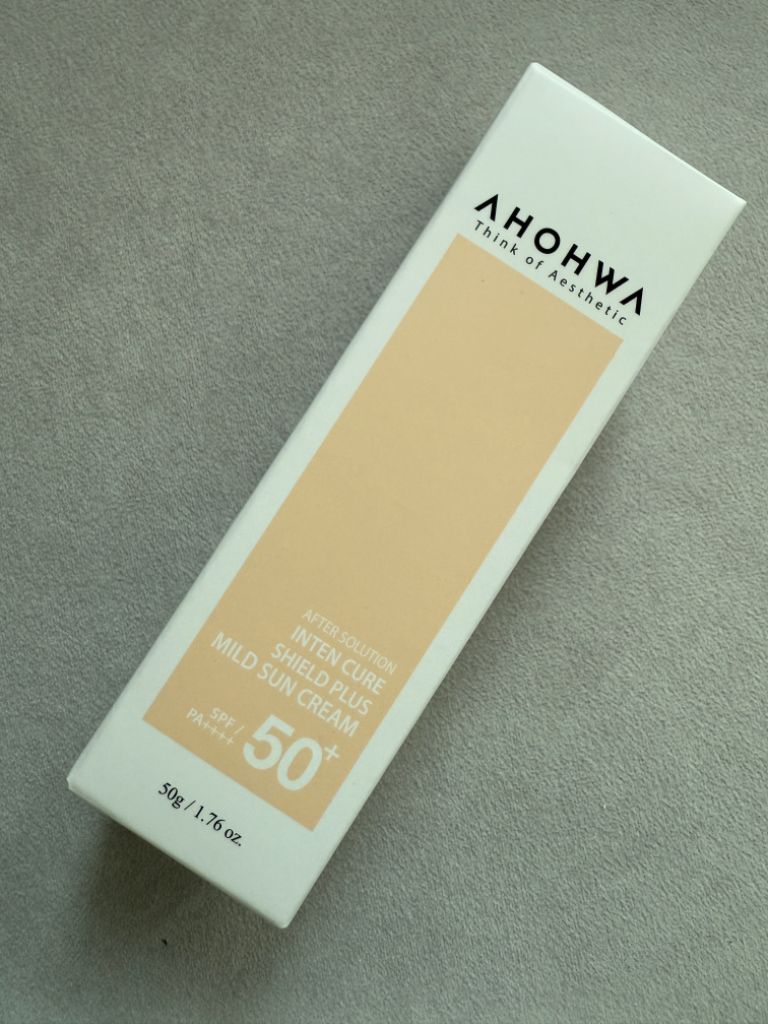 AHOHWA
Think of Aesthetic
AFTER SOLUTION
INTEN CURE
SHIELD PLUS
MILD SUN CREAM
SPF /
PA++++
50+
50g / 1.76 oz.